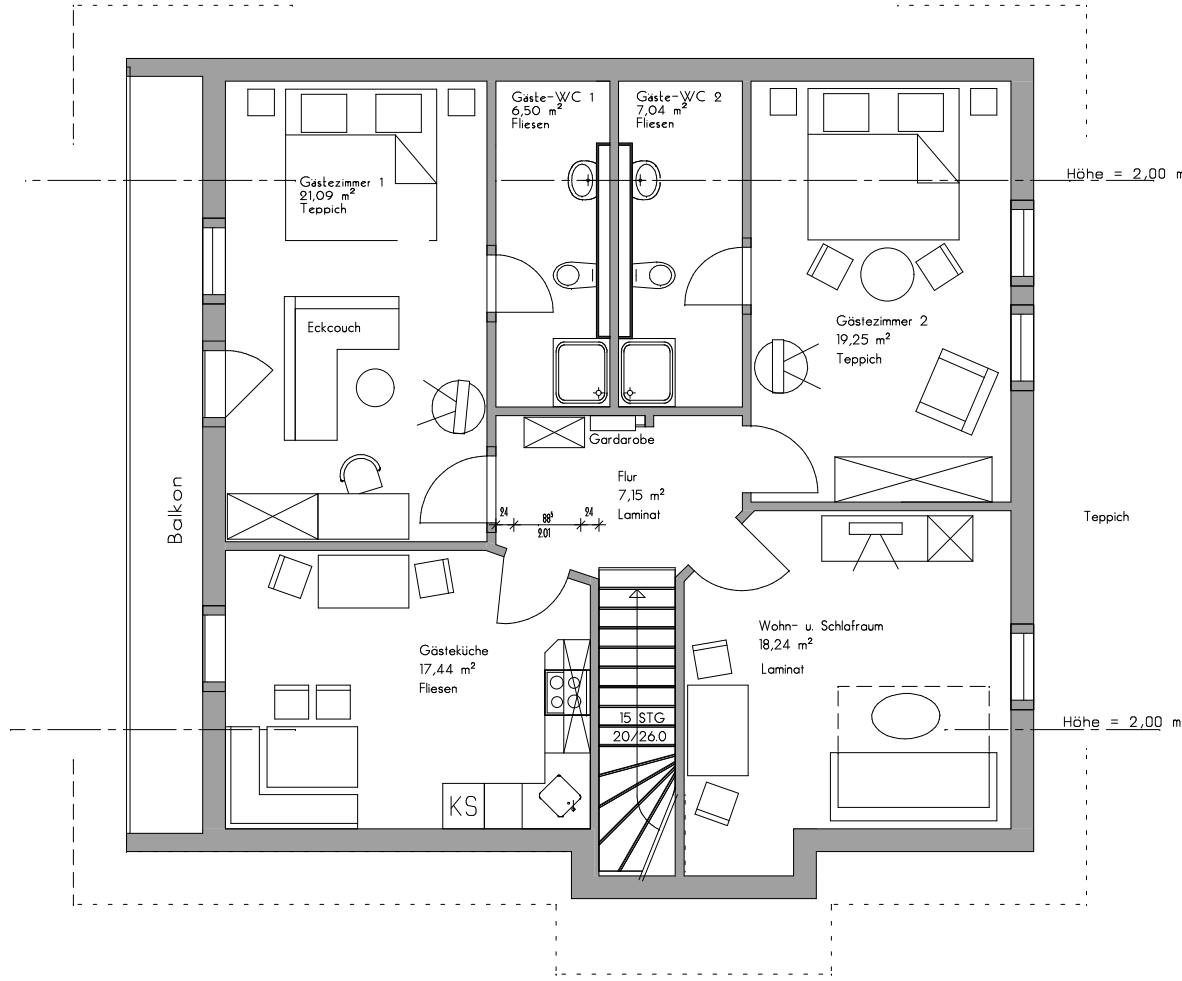 Gäste-WC 1
6,50 m²
Fliesen
Gäste-WC 2
7,04 m²
Fliesen
Höhe = 2,00 m
Gästezimmer 1
21,09 m²
Teppich
Eckcouch
Gästezimmer 2
19,25 m²
Teppich
Gardarobe
Flur
7,15 m²
Laminat
24
88⁵
24
2.01
Balkon
Teppich
Wohn- u. Schlafraum
18,24 m²
Laminat
Gästeküche
17,44 m²
Fliesen
15 STG
20/26.0
Höhe = 2,00 m
KS